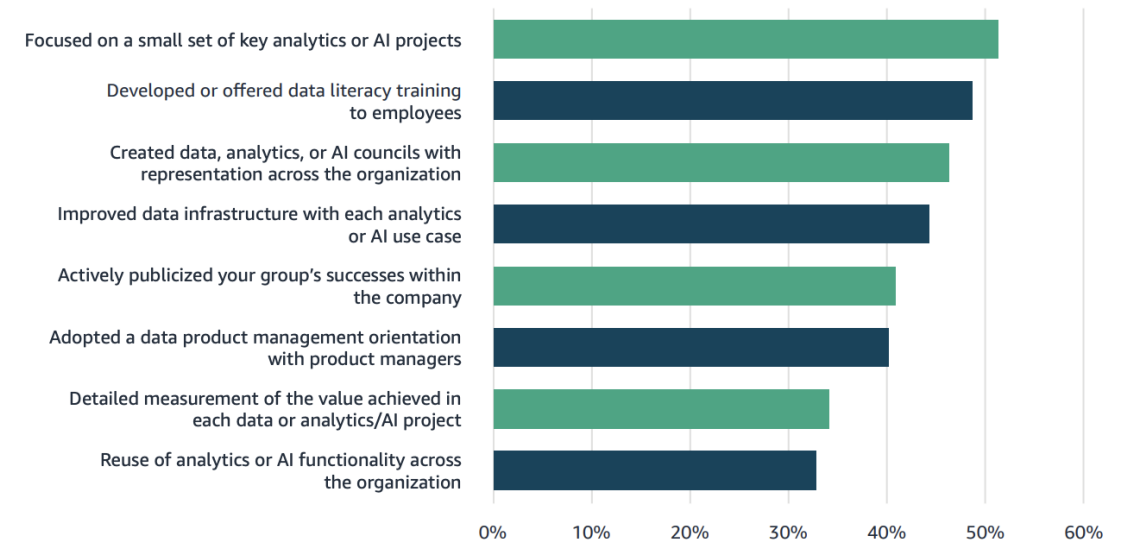 Focused on a small set of key analytics or AI projects
Developed or offered data literacy training
to employees
Created data, analytics, or AI councils with
representation across the organization
Improved data infrastructure with each analytics
or AI use case
Actively publicized your group’s successes within
the company
Adopted a data product management orientation
with product managers
Detailed measurement of the value achieved in
each data or analytics/AI project
Reuse of analytics or AI functionality across
the organization
0% 10% 20% 30% 40% 50% 60%